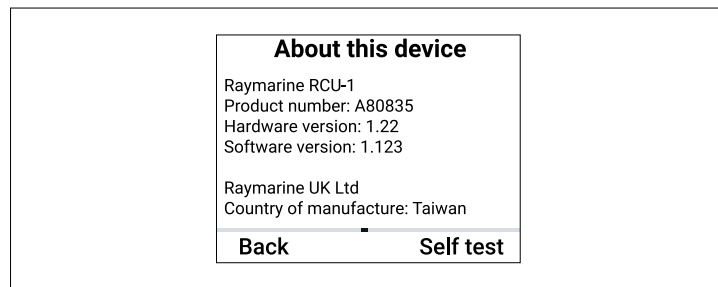 About this device
Raymarine RCU-1
Product number: A80835
Hardware version: 1.22
Software version: 1.123
Raymarine UK Ltd
Country of manufacture: Taiwan
Back Self test